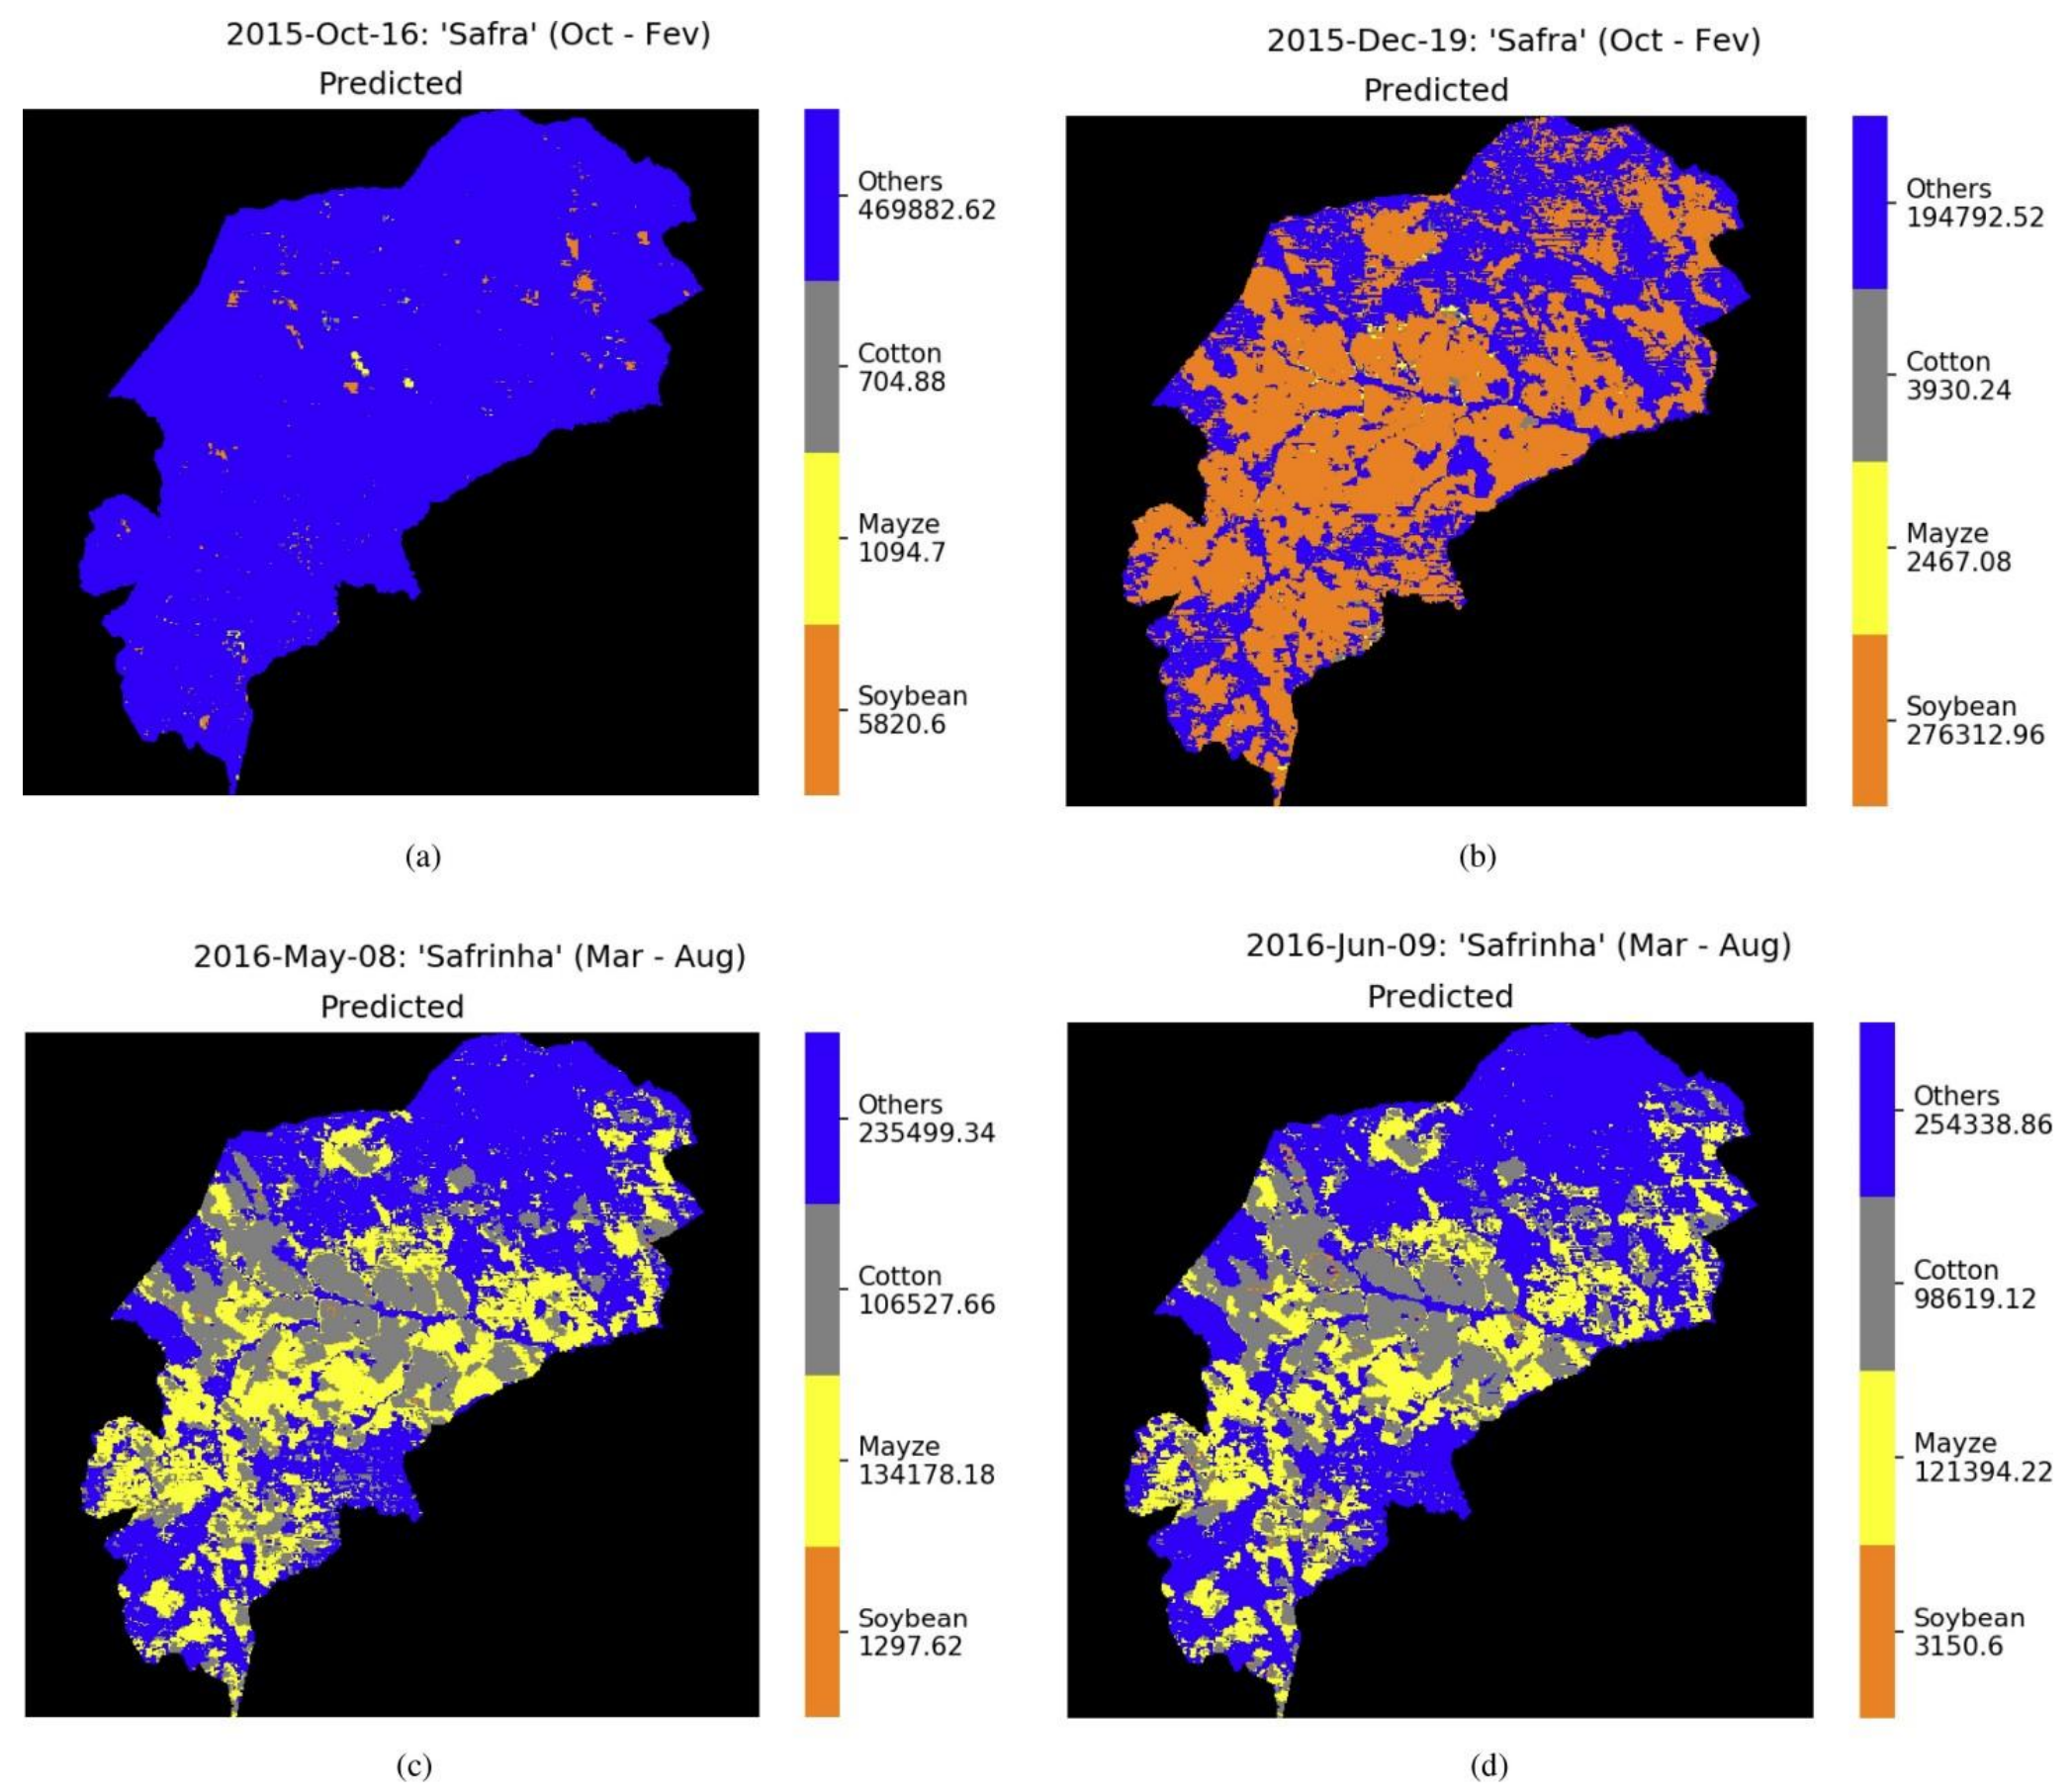 2015-Oct-16: 'Safra' (Oct - Fev)
Predicted
Others
469882.62
Cotton
704.88
Mayze
1094.7
Soybean
5820.6
(a)
2015-Dec-19: 'Safra' (Oct - Fev)
Predicted
Others
194792.52
Cotton
3930.24
Mayze
2467.08
Soybean
276312.96
(b)
2016-May-08: 'Safrinha' (Mar - Aug)
Predicted
Others
235499.34
Cotton
106527.66
Mayze
134178.18
Soybean
1297.62
(c)
2016-Jun-09: 'Safrinha' (Mar - Aug)
Predicted
Others
254338.86
Cotton
98619.12
Mayze
121394.22
Soybean
3150.6
(d)